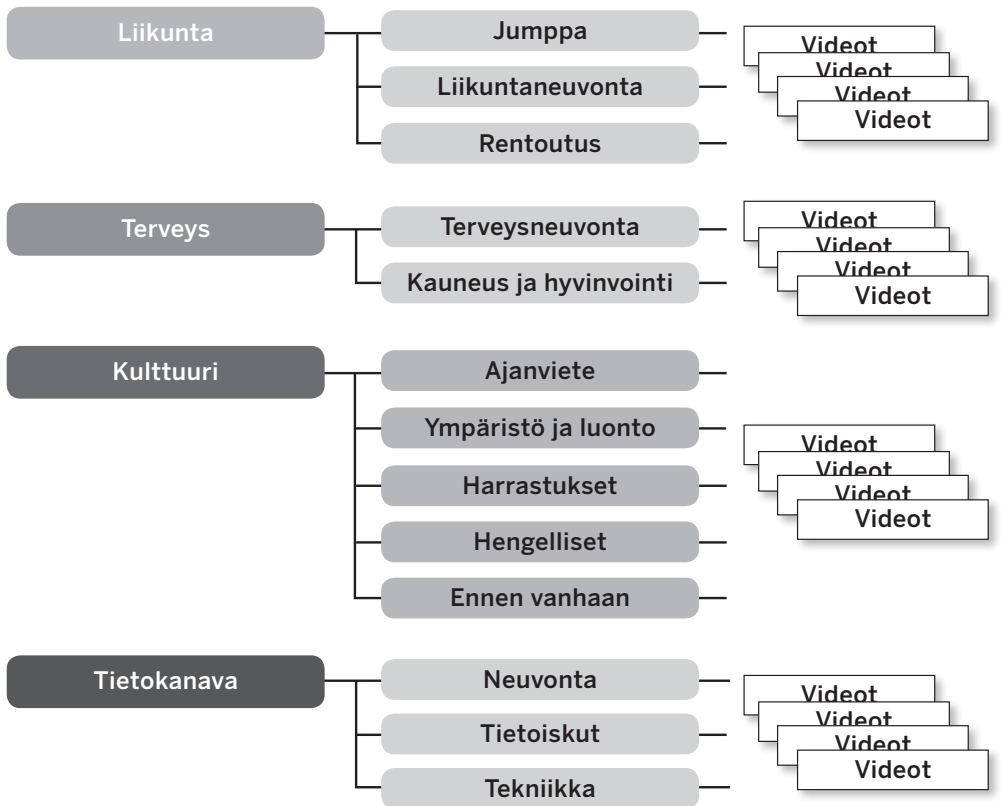 Liikunta
Jumppa
Liikuntaneuvonta
Rentoutus
Videot
Videot
Videot
Videot
Terveys
Terveysneuvonta
Kauneus ja hyvinvointi
Videot
Videot
Videot
Videot
Kulttuuri
Ajanviete
Ympäristö ja luonto
Harrastukset
Hengelliset
Ennen vanhaan
Videot
Videot
Videot
Videot
Tietokanava
Neuvonta
Tietoiskut
Tekniikka
Videot
Videot
Videot
Videot